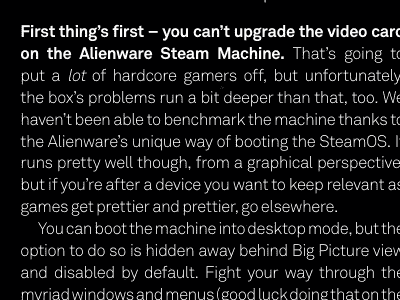 First thing's first – you can't upgrade the video card
on the Alienware Steam Machine. That's going to
put a lot of hardcore gamers off, but unfortunately
the box's problems run a bit deeper than that, too. We
haven't been able to benchmark the machine thanks to
the Alienware's unique way of booting the SteamOS. It
runs pretty well though, from a graphical perspective
but if you're after a device you want to keep relevant as
games get prettier and prettier, go elsewhere.
You can boot the machine into desktop mode, but the
option to do so is hidden away behind Big Picture view
and disabled by default. Fight your way through the
myriad windows and menus (good luck doing that on the